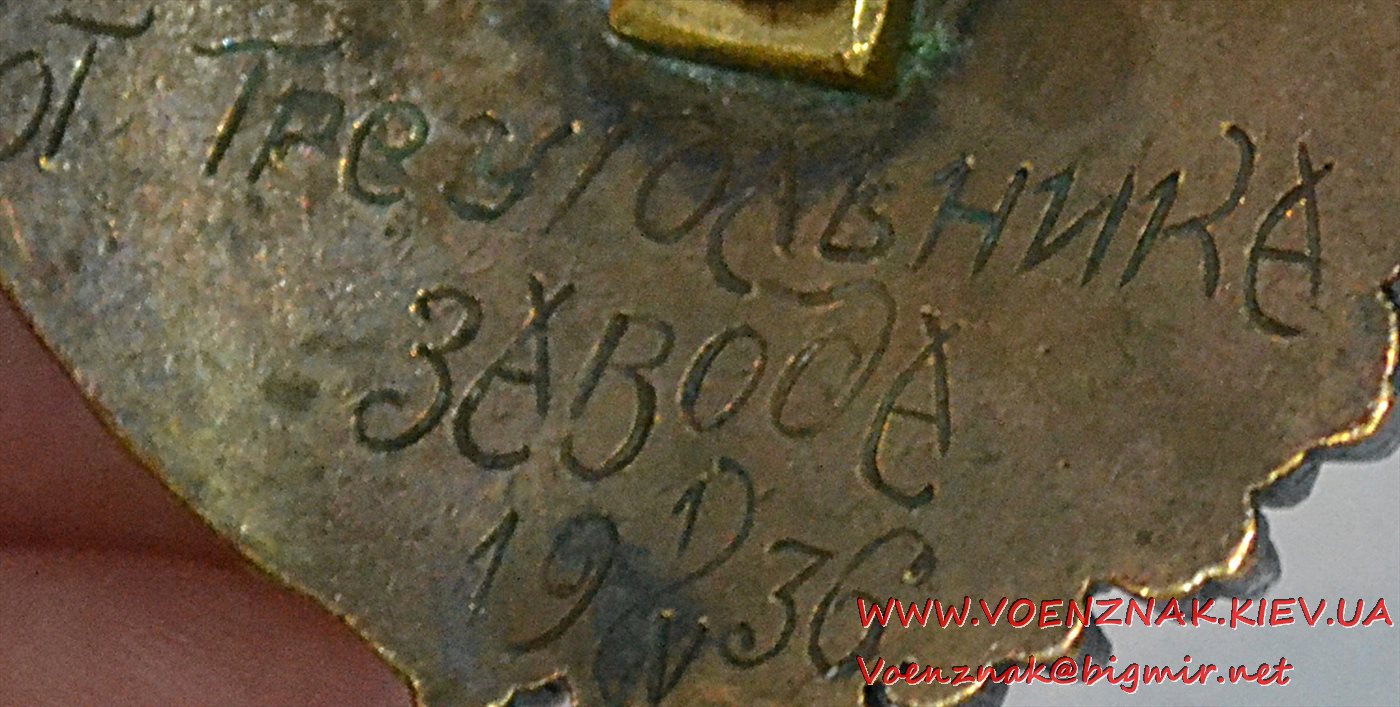 от треугольника
завода
19 1/V 36
WWW.VOENZNAK.KIEV.UA
Voenznak@bigmir.net